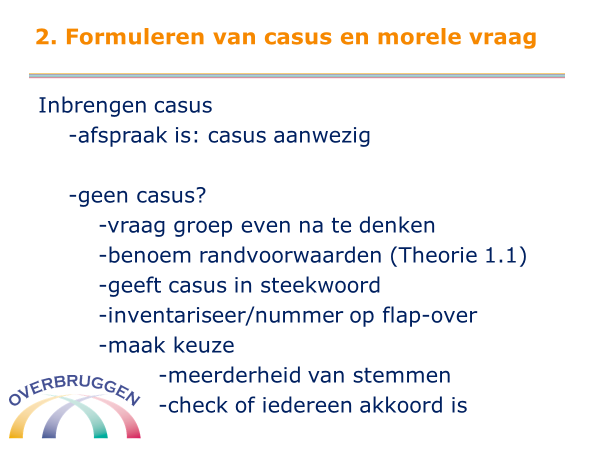 2. Formuleren van casus en morele vraag
Inbrengen casus
-afspraak is: casus aanwezig
-geen casus?
-vraag groep even na te denken
-benoem randvoorwaarden (Theorie 1.1)
-geeft casus in steekwoord
-inventariseer/nummer op flap-over
-maak keuze
-meerderheid van stemmen
-check of iedereen akkoord is
OVERBRUGGEN